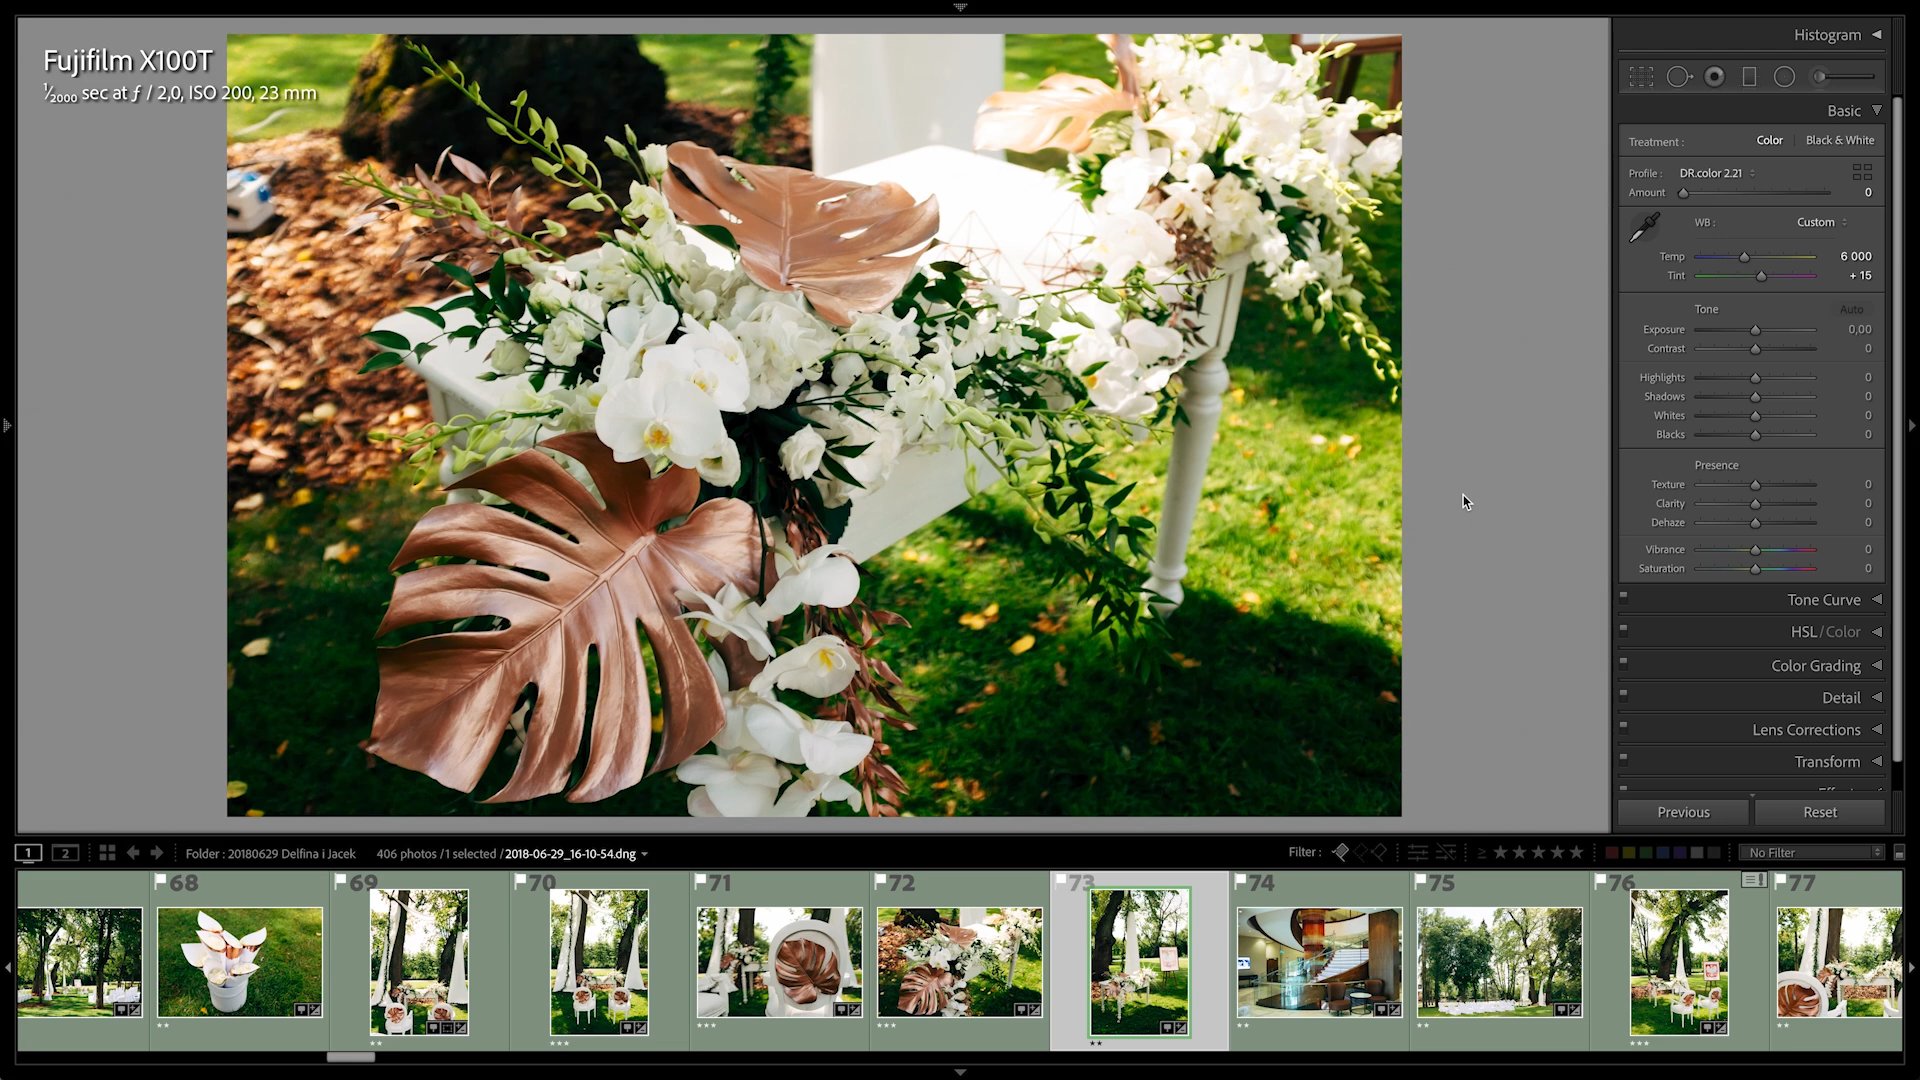 Fujifilm X100T
1/2000 sec at ƒ / 2,0, ISO 200, 23 mm
Histogram
Basic
Treatment : Color Black & White
Profile : DR.color 2.21
Amount 0
WB : Custom
Temp 6 000
Tint + 15
Tone Auto
Exposure 0,00
Contrast 0
Highlights 0
Shadows 0
Whites 0
Blacks 0
Presence
Texture 0
Clarity 0
Dehaze 0
Vibrance 0
Saturation 0
Tone Curve
HSL / Color
Color Grading
Detail
Lens Corrections
Transform
Previous Reset
1 2 Folder : 20180629 Delfina i Jacek 406 photos / 1 selected / 2018-06-29_16-10-54.dng Filter : No Filter
68 69 70 71 72 73 74 75 76 77